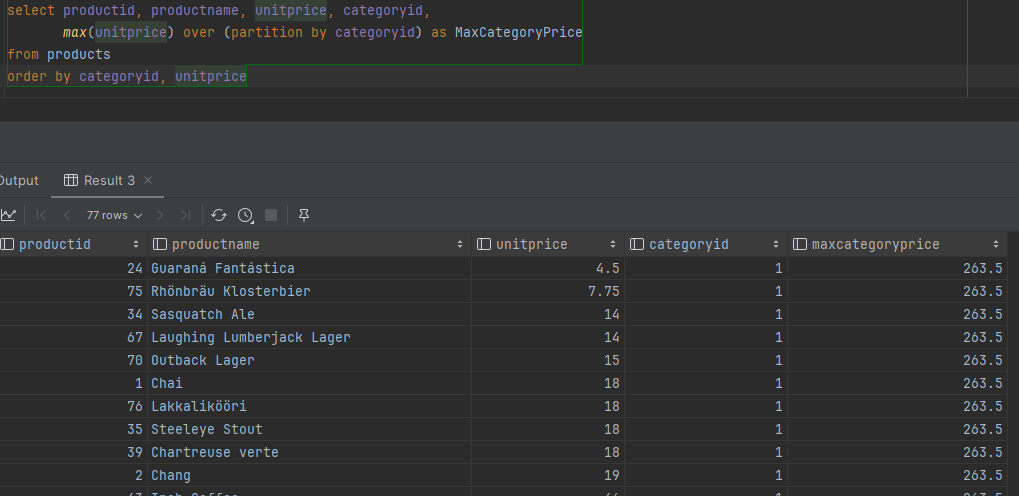 select productid, productname, unitprice, categoryid,
max(unitprice) over (partition by categoryid) as MaxCategoryPrice
from products
order by categoryid, unitprice
Output Result 3 ×
77 rows
productid productname unitprice categoryid maxcategoryprice
24 Guaraná Fantástica 4.5 1 263.5
75 Rhönbräu Klosterbier 7.75 1 263.5
34 Sasquatch Ale 14 1 263.5
67 Laughing Lumberjack Lager 14 1 263.5
70 Outback Lager 15 1 263.5
1 Chai 18 1 263.5
76 Lakkalikööri 18 1 263.5
35 Steeleye Stout 18 1 263.5
39 Chartreuse verte 18 1 263.5
2 Chang 19 1 263.5